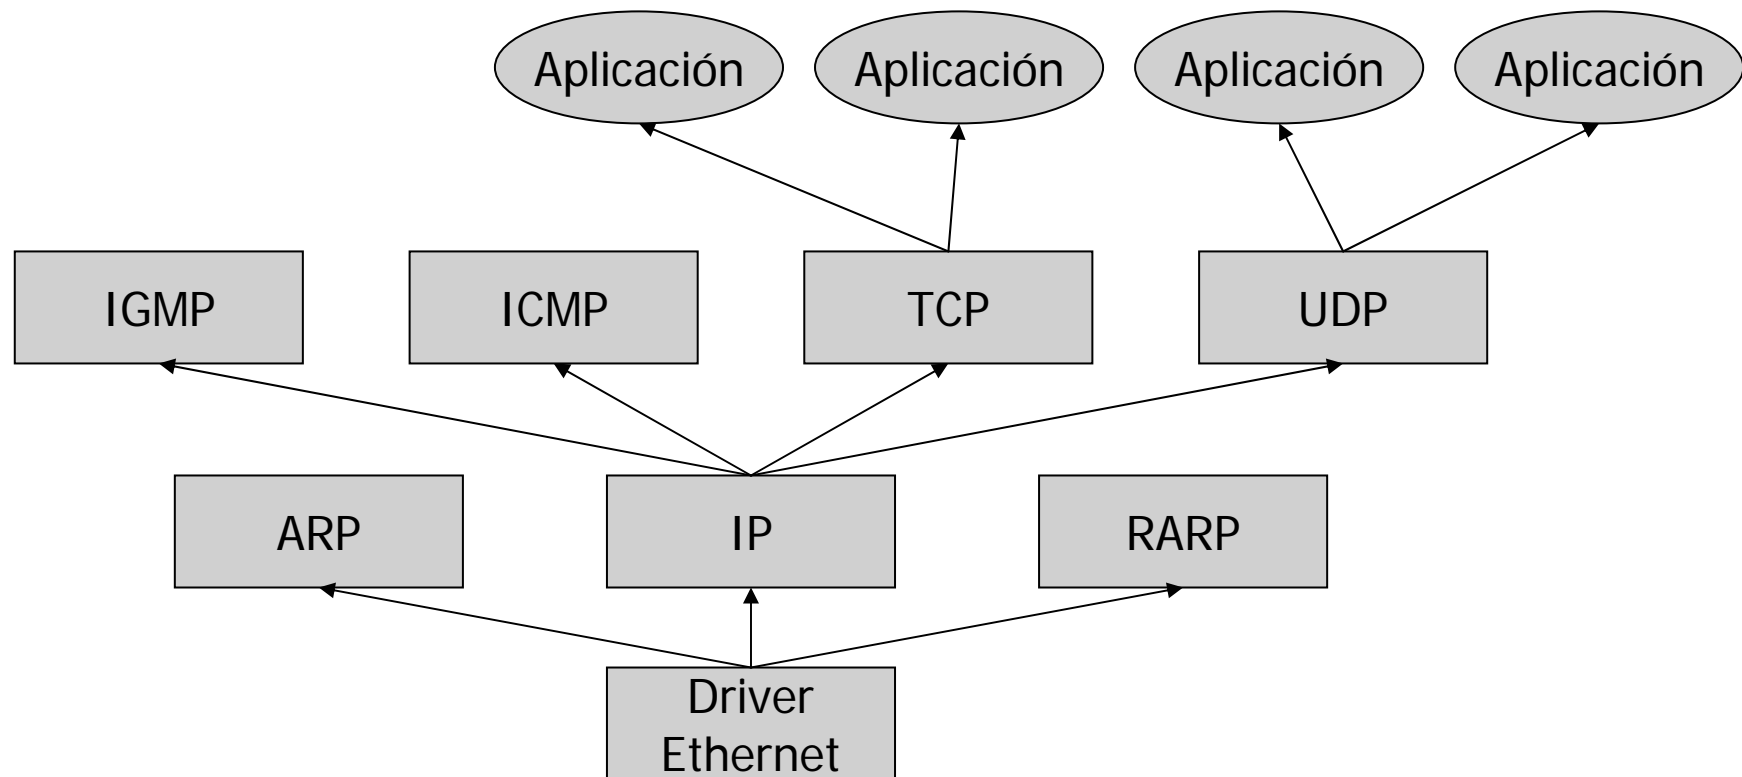 Aplicación
Aplicación
Aplicación
Aplicación
IGMP
ICMP
TCP
UDP
ARP
IP
RARP
Driver
Ethernet